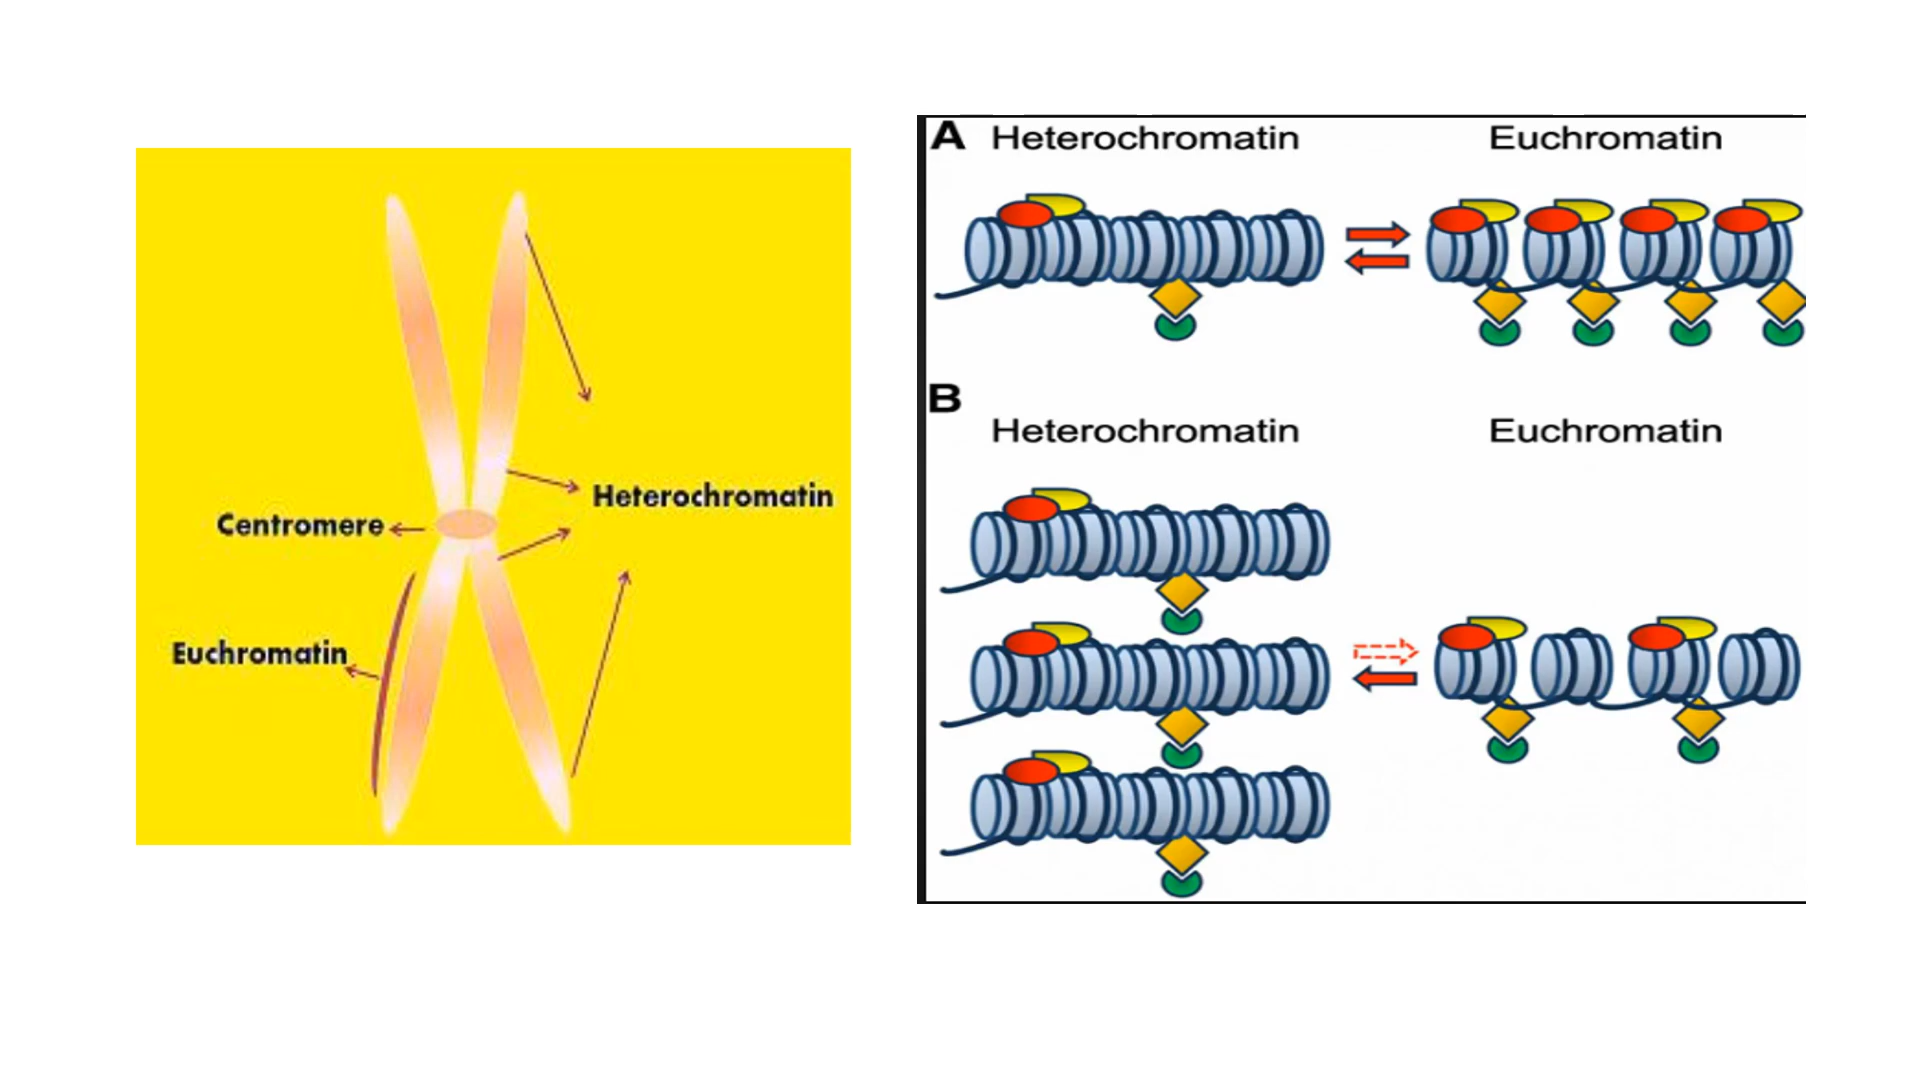 Heterochromatin
Centromere
Euchromatin
A
Heterochromatin
Euchromatin
B
Heterochromatin
Euchromatin